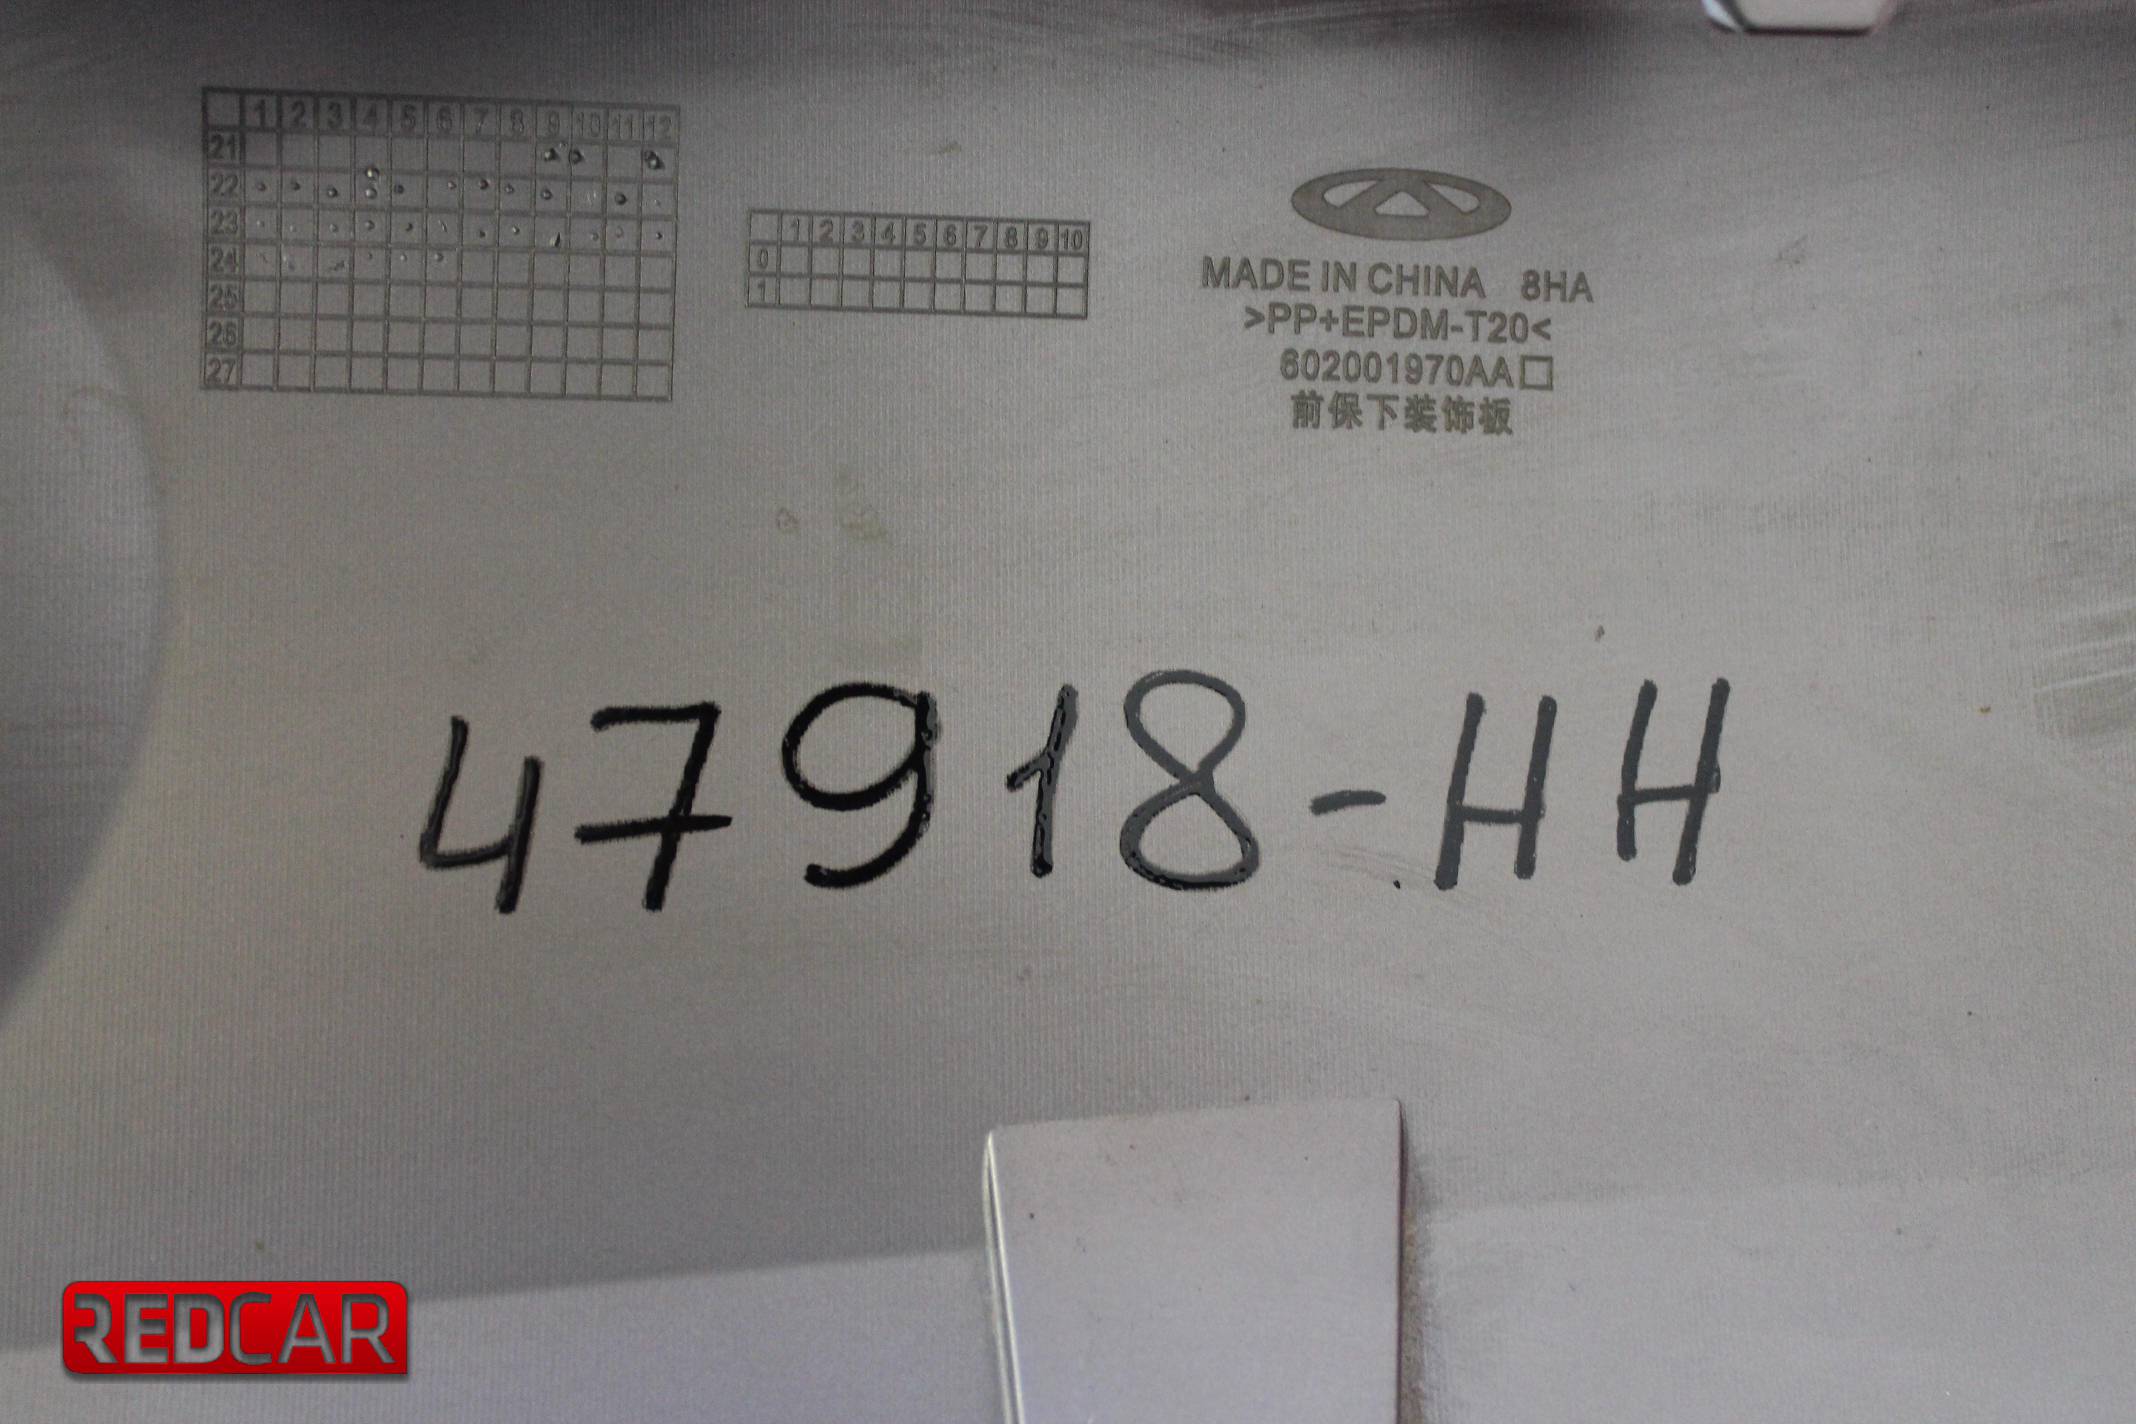 1 2 3 4 5 6 7 8 9 10 11 12
21
22
23
24
25
26
27
1 2 3 4 5 6 7 8 9 10
0
1
MADE IN CHINA 8HA
>PP+EPDM-T20<
602001970AA□
前保下装饰板
47918-HH
REDCAR